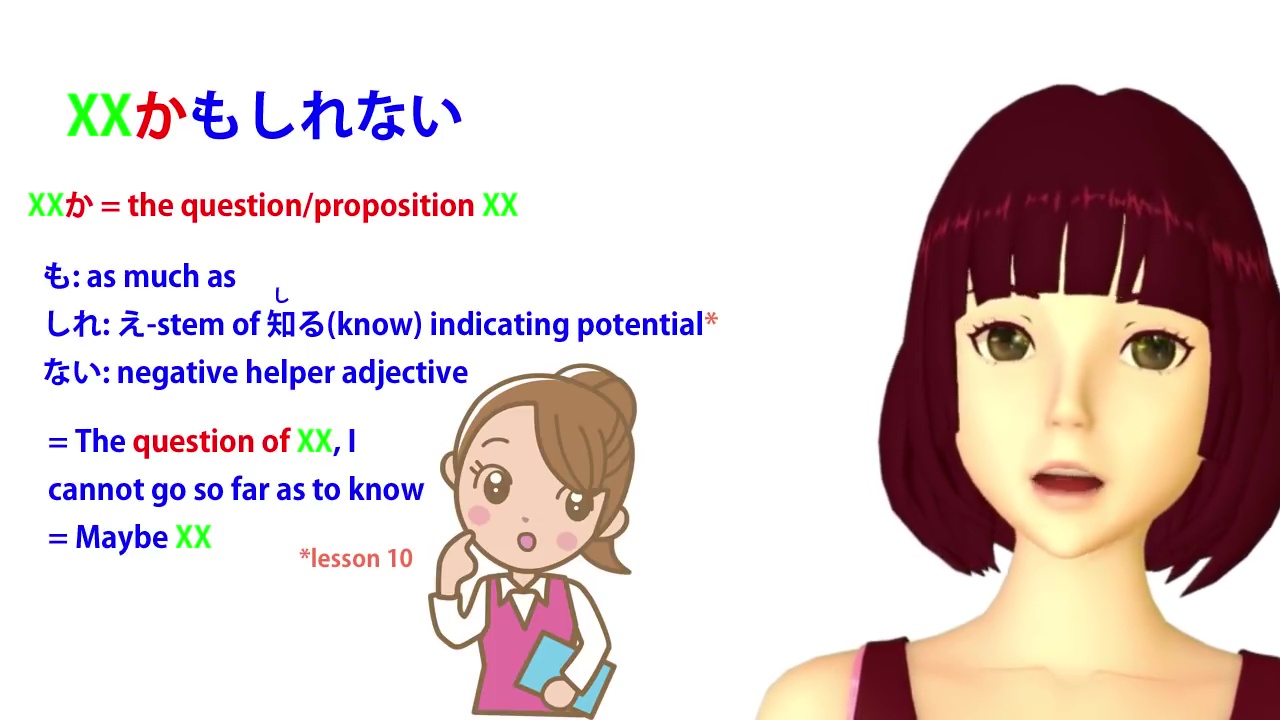 XXかもしれない
XXか = the question/proposition XX
も: as much as
し
しれ: え-stem of 知る(know) indicating potential*
ない: negative helper adjective
= The question of XX, I
cannot go so far as to know
= Maybe XX
*lesson 10